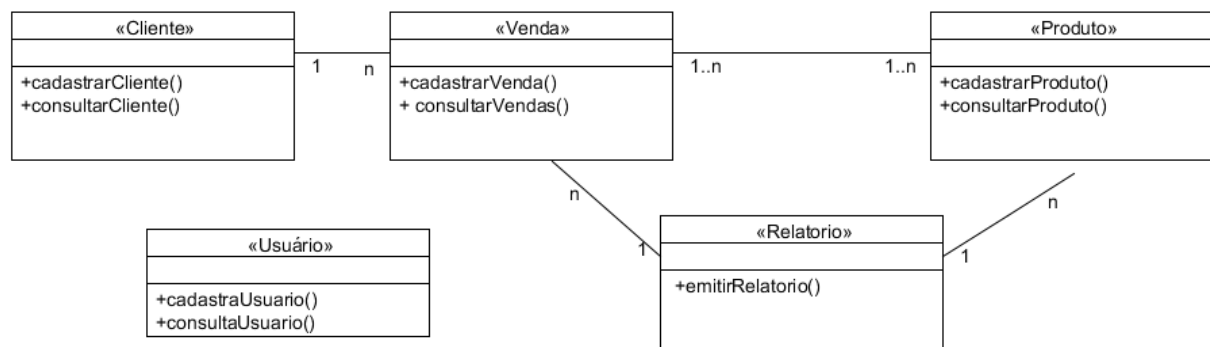 «Cliente»
+cadastrarCliente()
+consultarCliente()
1
n
«Venda»
+cadastrarVenda()
+ consultarVendas()
1..n
1..n
«Produto»
+cadastrarProduto()
+consultarProduto()
n
1
n
1
«Usuário»
+cadastraUsuario()
+consultaUsuario()
«Relatorio»
+emitirRelatorio()